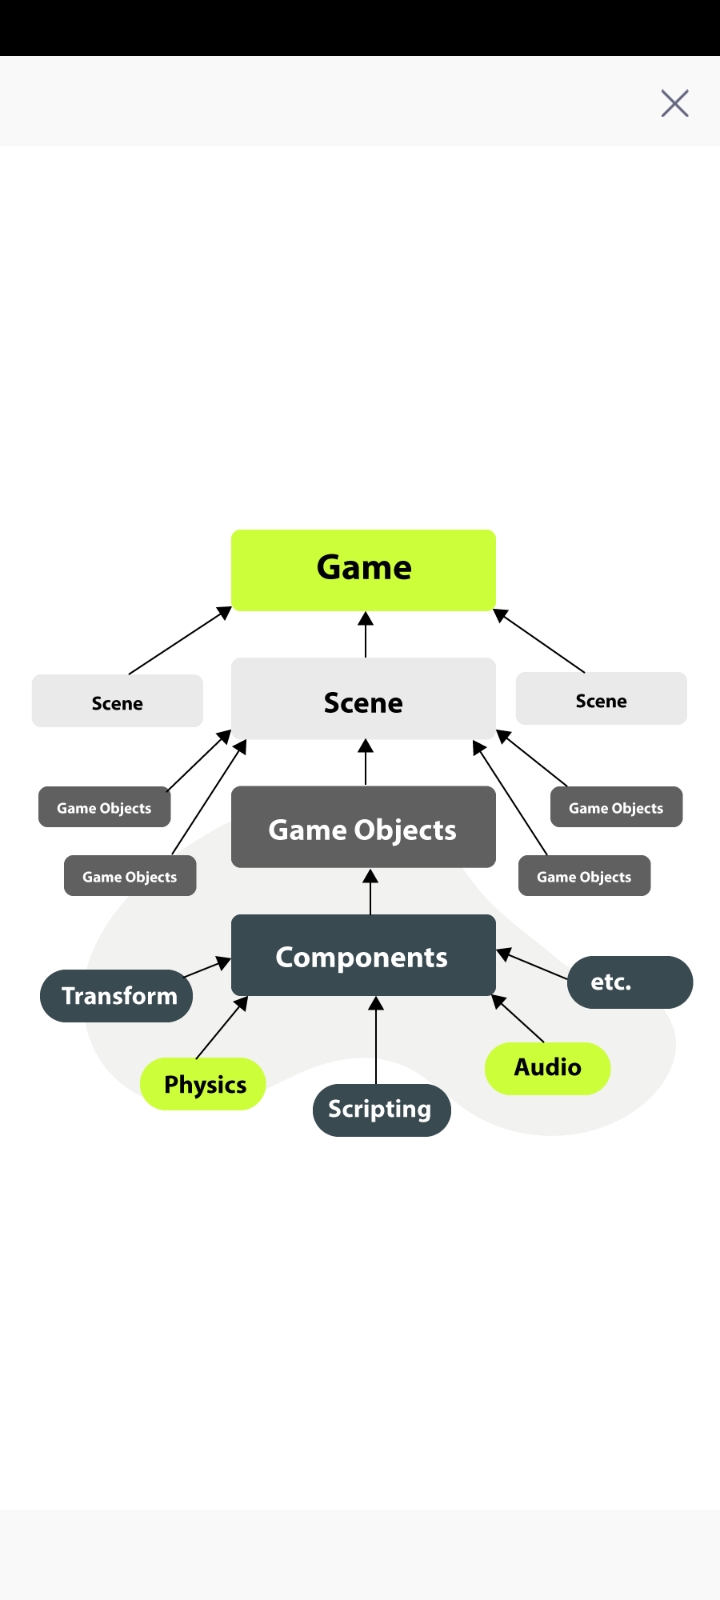 Game
Scene
Scene
Scene
Game Objects
Game Objects
Game Objects
Game Objects
Game Objects
Components
Transform
etc.
Physics
Audio
Scripting